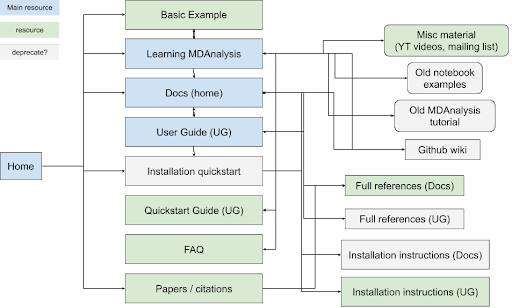 Main resource
resource
deprecate?
Home
Basic Example
Learning MDAnalysis
Docs (home)
User Guide (UG)
Installation quickstart
Quickstart Guide (UG)
FAQ
Papers / citations
Misc material
(YT videos, mailing list)
Old notebook
examples
Old MDAnalysis
tutorial
Github wiki
Full references (Docs)
Full references (UG)
Installation instructions (Docs)
Installation instructions (UG)